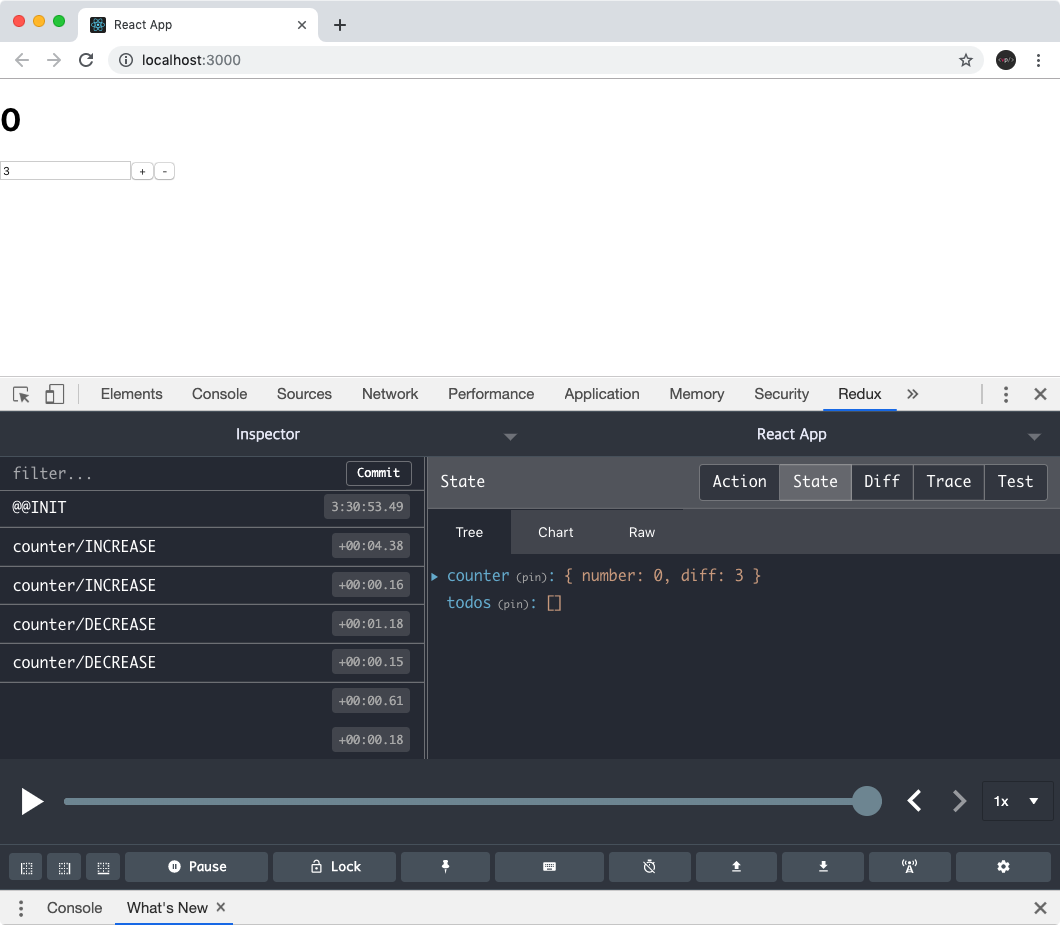 React App
localhost:3000
0
3 + -
Elements Console Sources Network Performance Application Memory Security Redux
Inspector React App
filter... Commit
@@INIT 3:30:53.49
counter/INCREASE +00:04.38
counter/INCREASE +00:00.16
counter/DECREASE +00:01.18
counter/DECREASE +00:00.15
+00:00.61
+00:00.18
State Action State Diff Trace Test
Tree Chart Raw
counter (pin): { number: 0, diff: 3 }
todos (pin): []
1x
Pause Lock
Console What's New